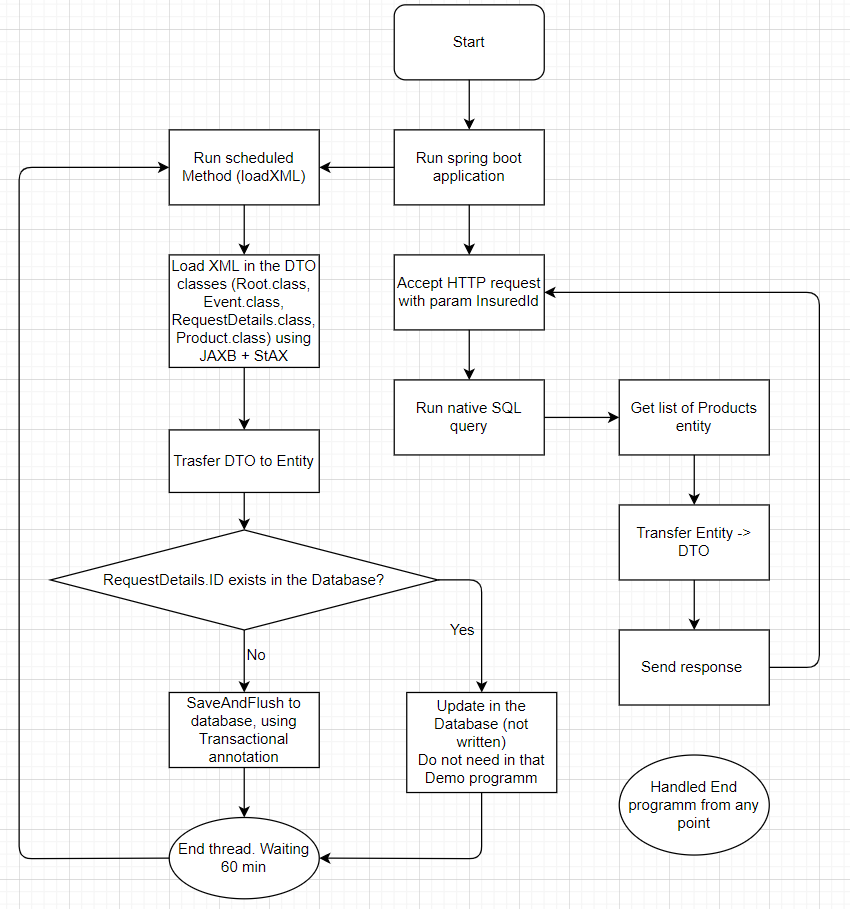 Start
Run scheduled
Method (loadXML)
Run spring boot
application
Load XML in the DTO
classes (Root.class,
Event.class,
RequestDetails.class,
Product.class) using
JAXB + StAX
Accept HTTP request
with param InsuredId
Run native SQL
query
Get list of Products
entity
Trasfer DTO to Entity
Transfer Entity ->
DTO
RequestDetails.ID exists in the Database?
Yes
No
Send response
SaveAndFlush to
database, using
Transactional
annotation
Update in the
Database (not
written)
Do not need in that
Demo programm
Handled End
programm from any
point
End thread. Waiting
60 min